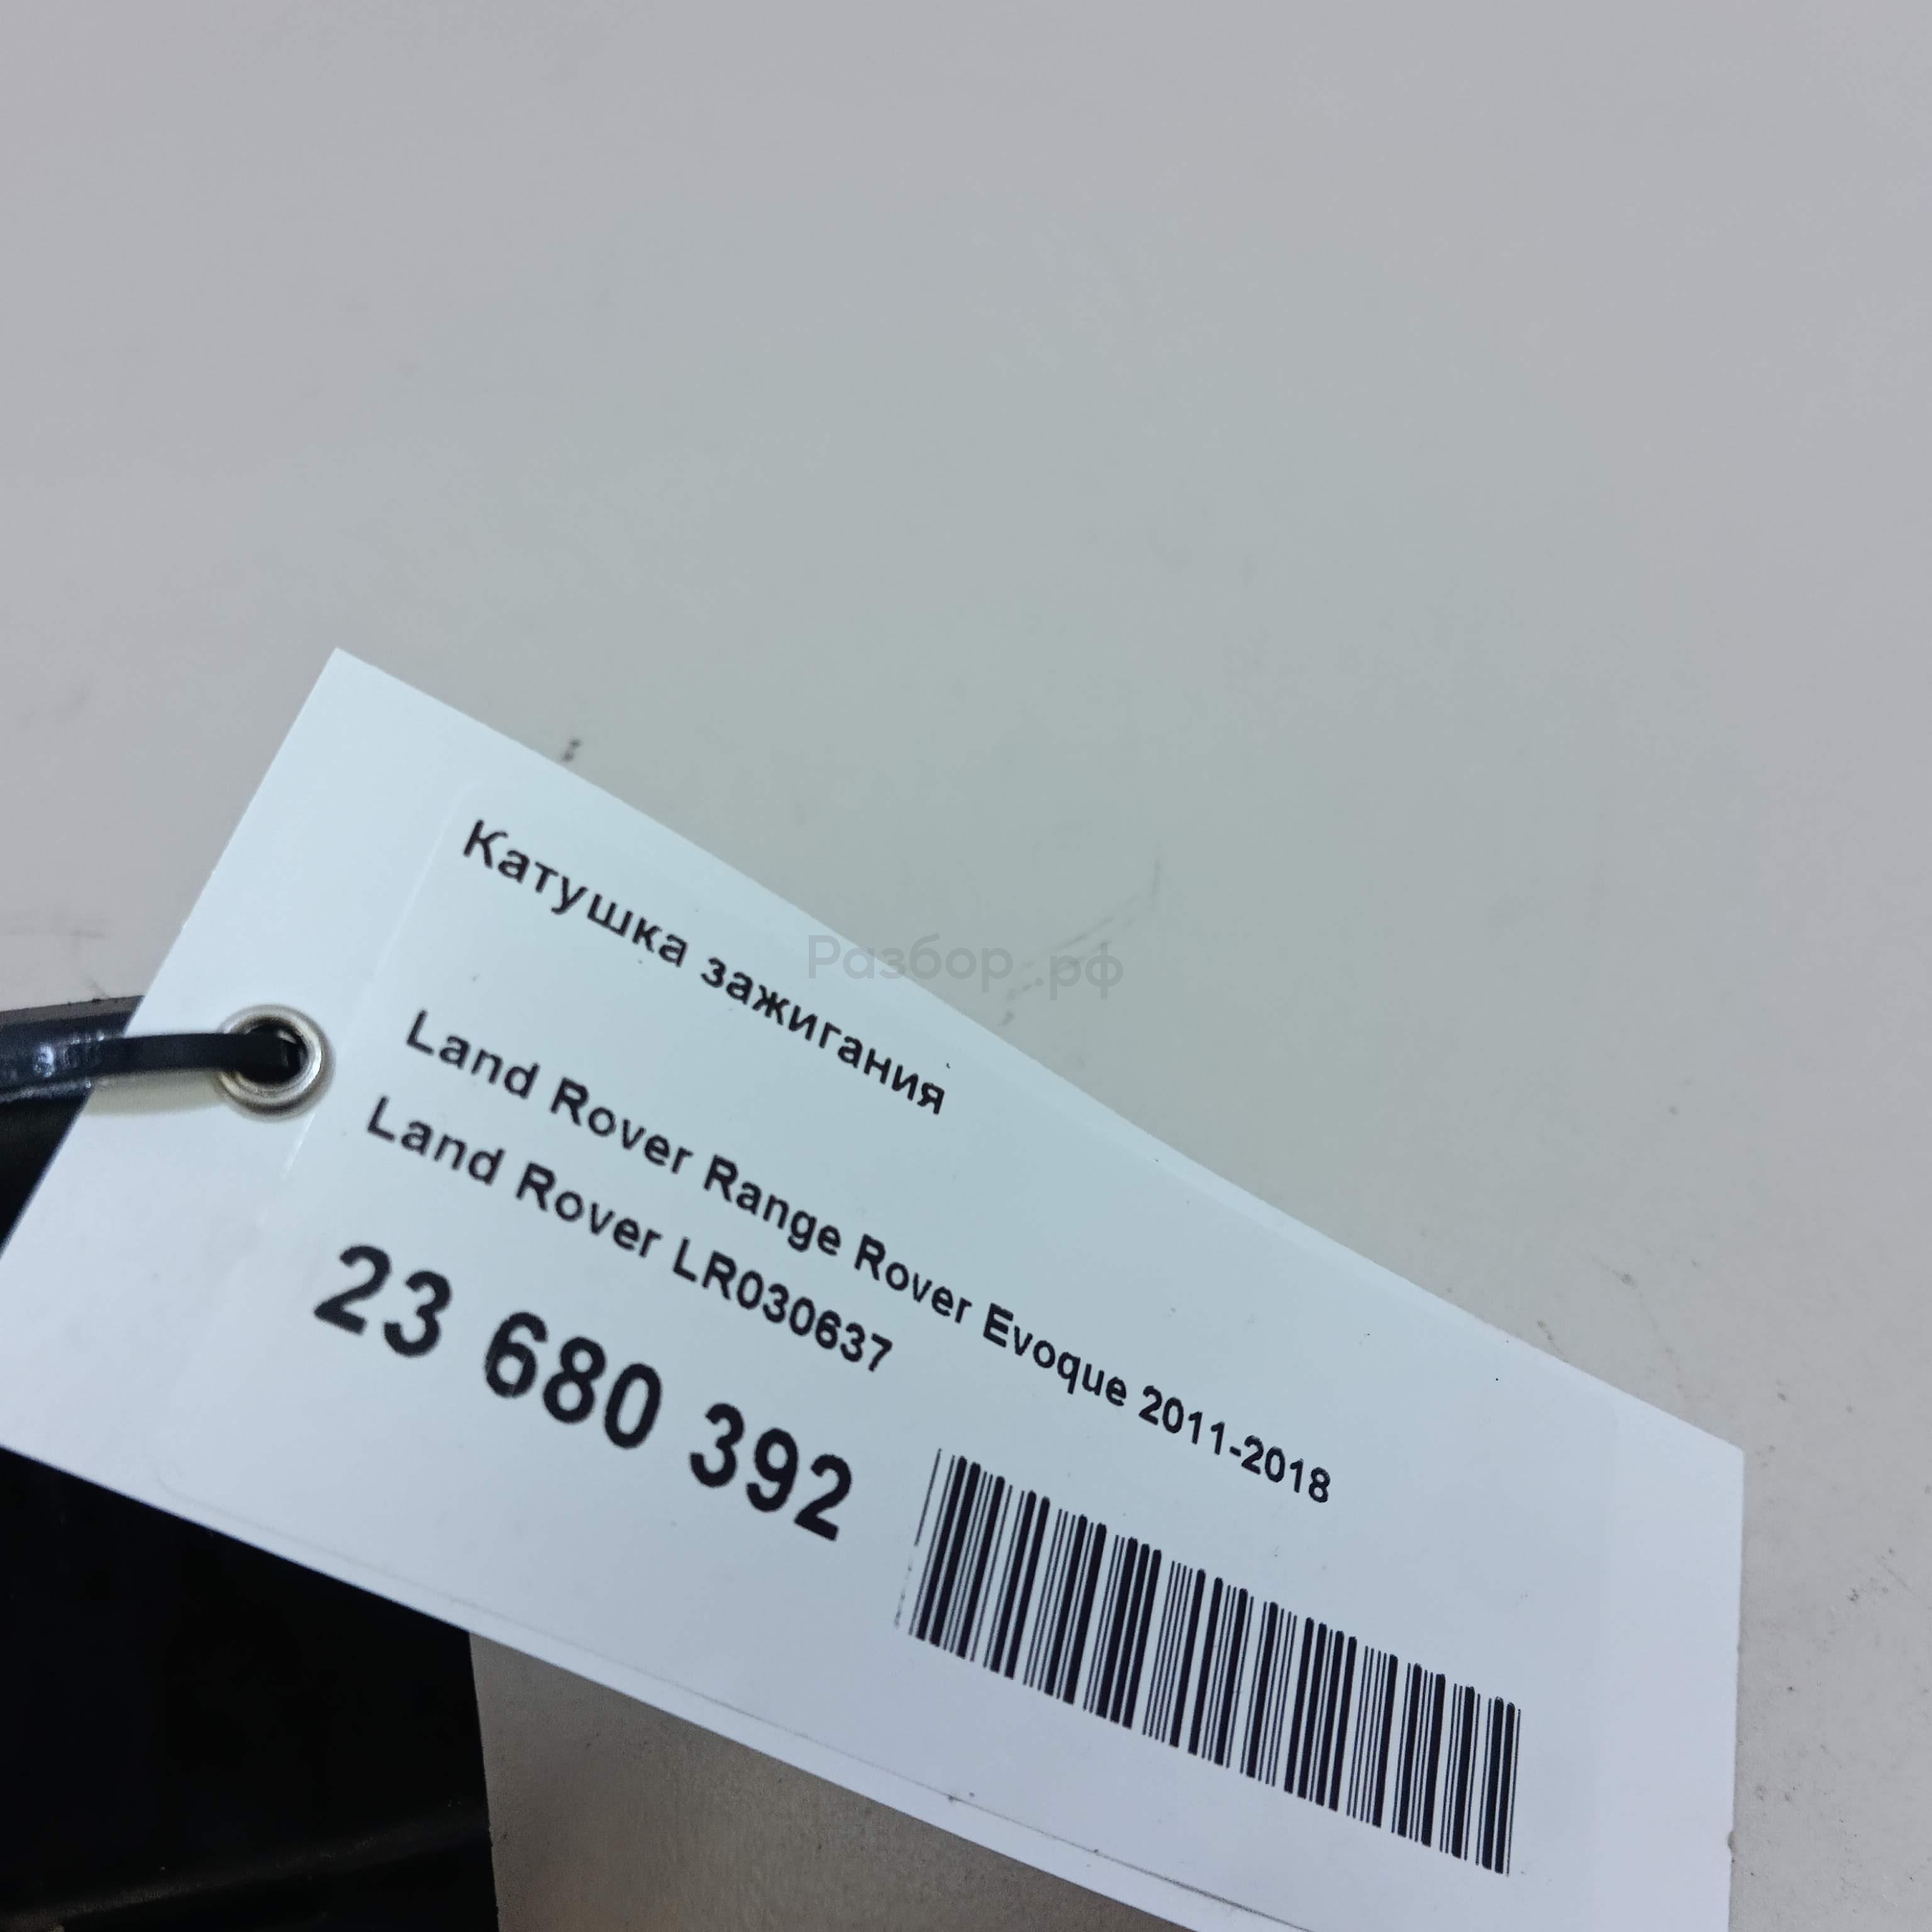 Разбор.рф
Катушка зажигания
Land Rover Range Rover Evoque 2011-2018
Land Rover LR030637
23 680 392